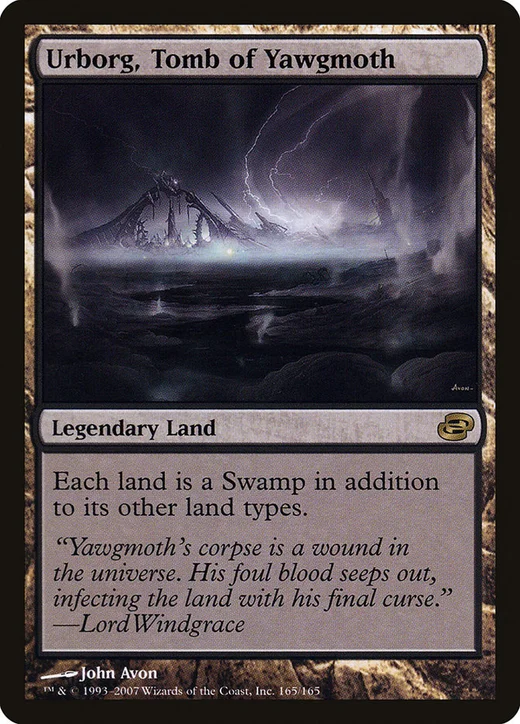 Urborg, Tomb of Yawgmoth
Avon-
Legendary Land
Each land is a Swamp in addition
to its other land types.
“Yawgmoth’s corpse is a wound in
the universe. His foul blood seeps out,
infecting the land with his final curse.”
—Lord Windgrace
John Avon
™ & © 1993–2007 Wizards of the Coast, Inc. 165/165